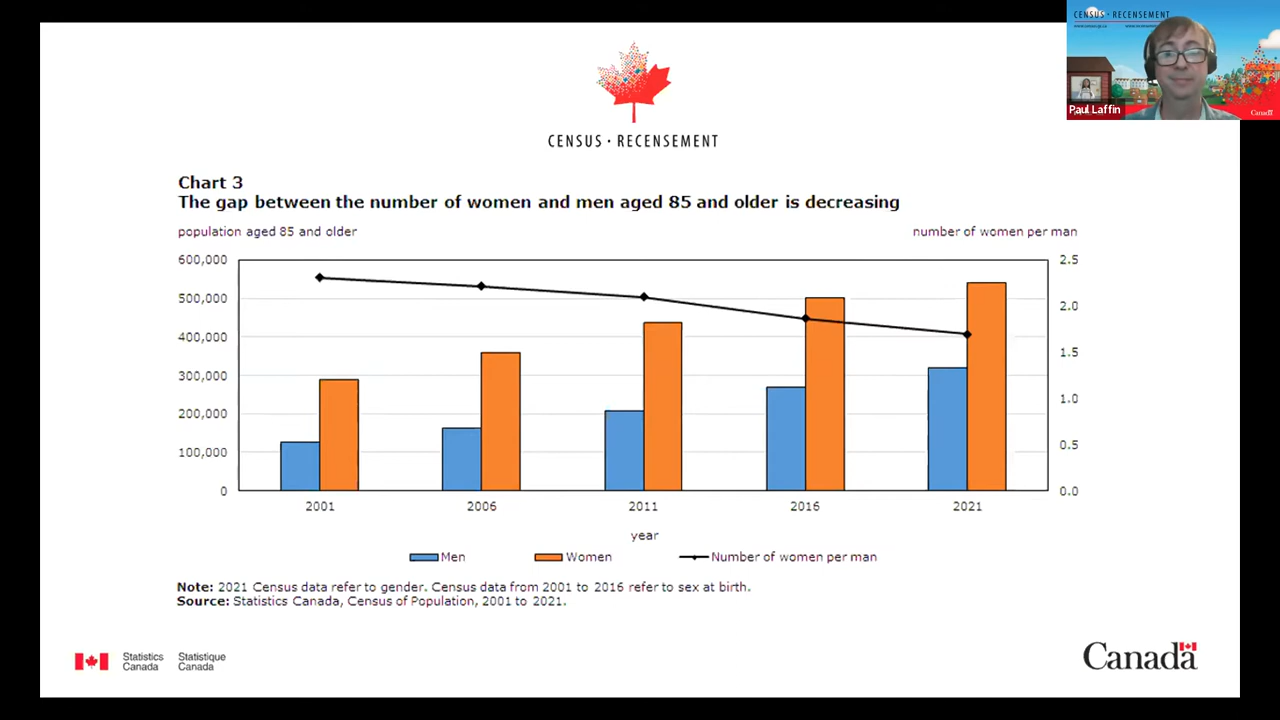 CENSUS · RECENSEMENT
Paul Laffin
Canada
CENSUS · RECENSEMENT
Chart 3
The gap between the number of women and men aged 85 and older is decreasing
population aged 85 and older
number of women per man
600,000
500,000
400,000
300,000
200,000
100,000
0
2.5
2.0
1.5
1.0
0.5
0.0
2001 2006 2011 2016 2021
year
Men Women Number of women per man
Note: 2021 Census data refer to gender. Census data from 2001 to 2016 refer to sex at birth.
Source: Statistics Canada, Census of Population, 2001 to 2021.
Statistics Statistique
Canada Canada
Canada